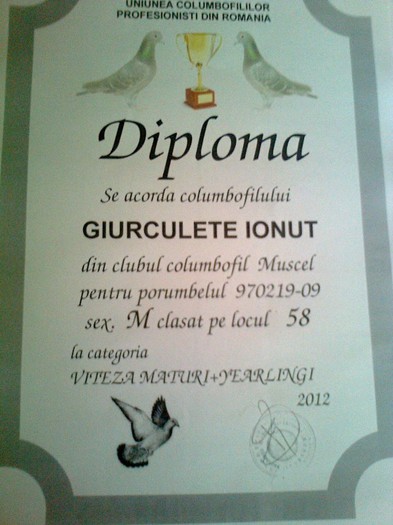 UNIUNEA COLUMBOFILILOR
PROFESIONISTI DIN ROMANIA
Diploma
Se acorda columbofilului
GIURCULETE IONUT
din clubul columbofil Muscel
pentru porumbelul 970219-09
sex. M clasat pe locul 58
la categoria
VITEZA MATURI+YEARLINGI
2012